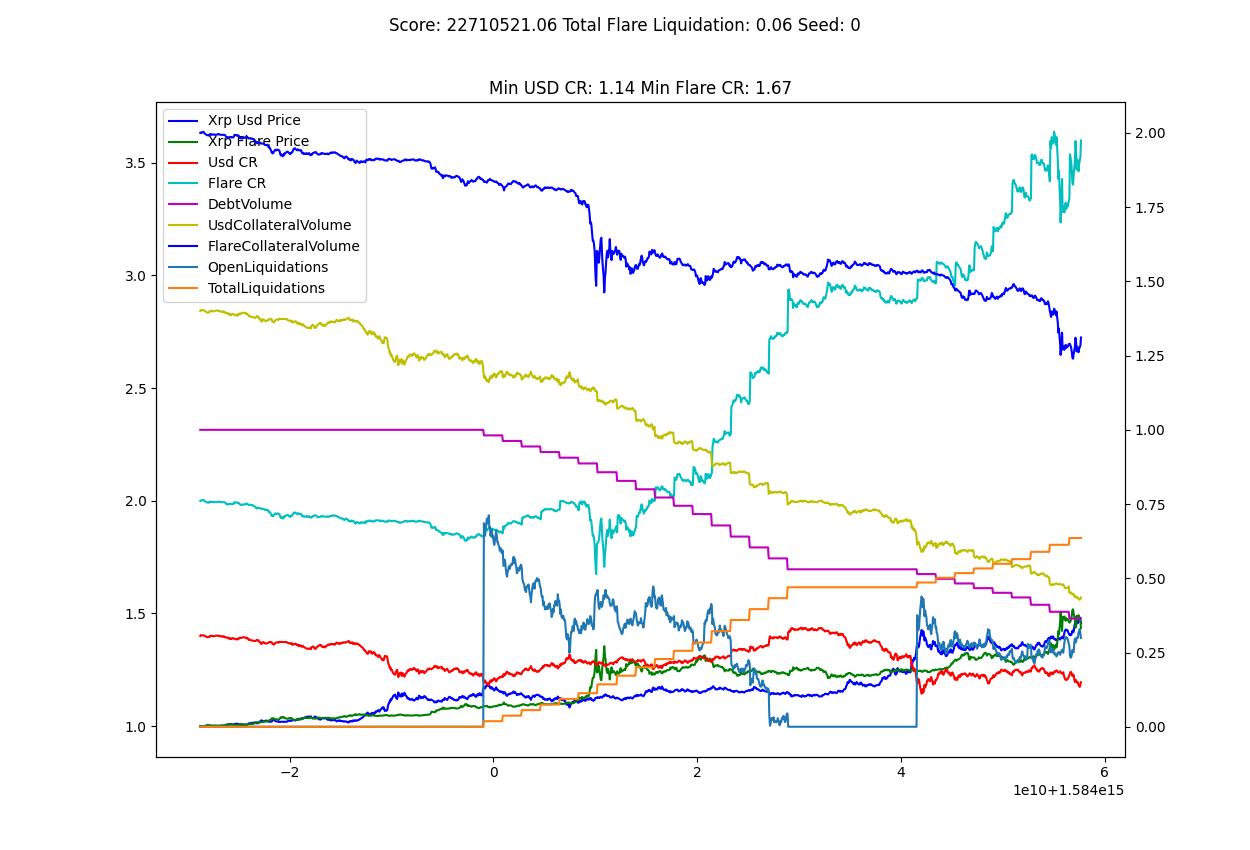 Score: 22710521.06 Total Flare Liquidation: 0.06 Seed: 0
Min USD CR: 1.14 Min Flare CR: 1.67
Xrp Usd Price
Xrp Flare Price
Usd CR
Flare CR
DebtVolume
UsdCollateralVolume
FlareCollateralVolume
OpenLiquidations
TotalLiquidations
3.5
3.0
2.5
2.0
1.5
1.0
2.00
1.75
1.50
1.25
1.00
0.75
0.50
0.25
0.00
−2
0
2
4
6
1e10+1.584e15